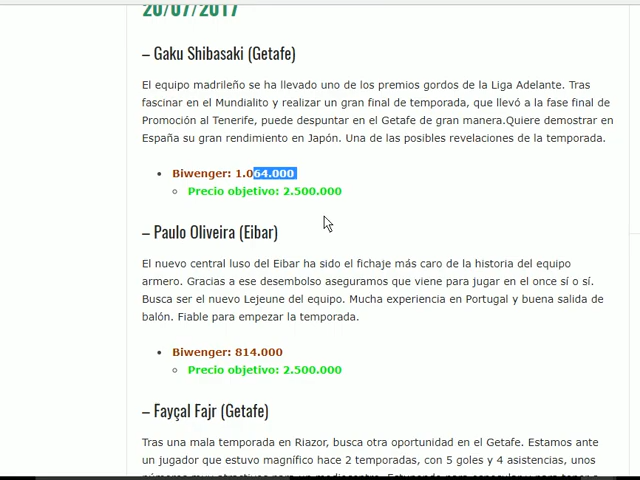 20/07/2017
– Gaku Shibasaki (Getafe)
El equipo madrileño se ha llevado uno de los premios gordos de la Liga Adelante. Tras
fascinar en el Mundialito y realizar un gran final de temporada, que llevó a la fase final de
Promoción al Tenerife, puede despuntar en el Getafe de gran manera.Quiere demostrar en
España su gran rendimiento en Japón. Una de las posibles revelaciones de la temporada.
• Biwenger: 1.064.000
◦ Precio objetivo: 2.500.000
– Paulo Oliveira (Eibar)
El nuevo central luso del Eibar ha sido el fichaje más caro de la historia del equipo
armero. Gracias a ese desembolso aseguramos que viene para jugar en el once sí o sí.
Busca ser el nuevo Lejeune del equipo. Mucha experiencia en Portugal y buena salida de
balón. Fiable para empezar la temporada.
• Biwenger: 814.000
◦ Precio objetivo: 2.500.000
– Fayçal Fajr (Getafe)
Tras una mala temporada en Riazor, busca otra oportunidad en el Getafe. Estamos ante
un jugador que estuvo magnífico hace 2 temporadas, con 5 goles y 4 asistencias, unos